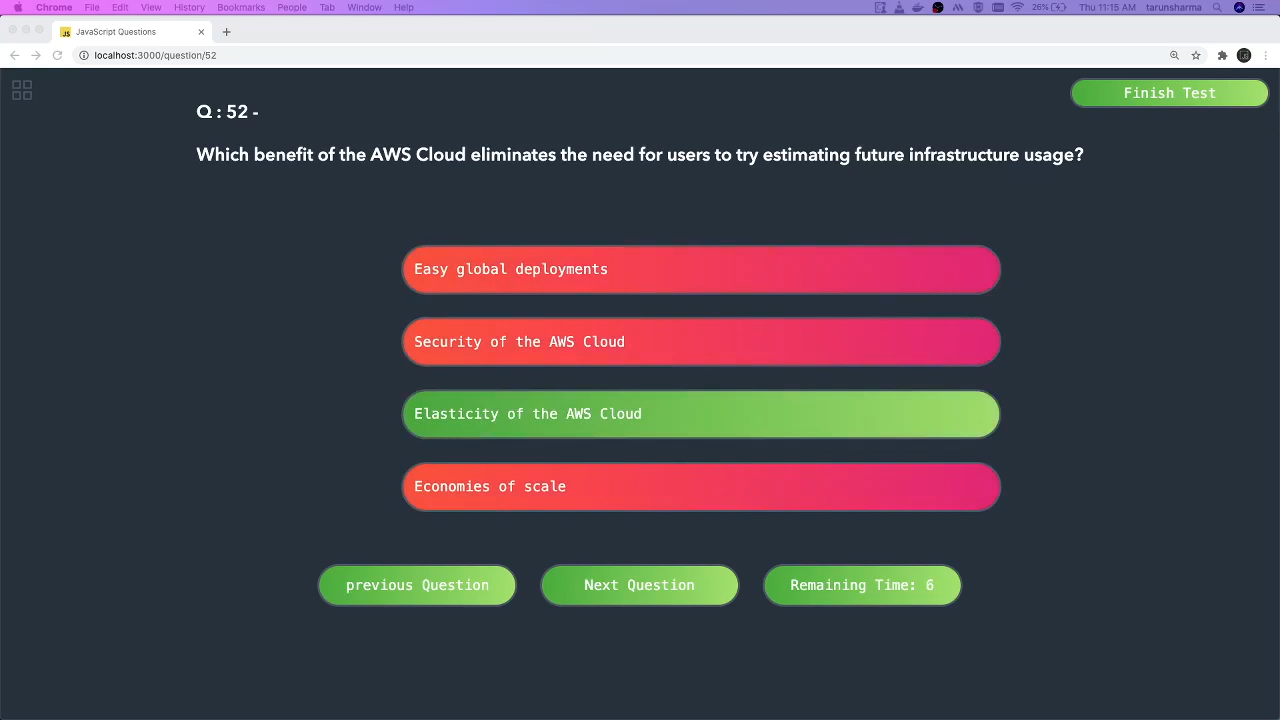 Chrome File Edit View History Bookmarks People Tab Window Help 26% Thu 11:15 AM tarunsharma
JS JavaScript Questions
localhost:3000/question/52
Finish Test
Q : 52 -
Which benefit of the AWS Cloud eliminates the need for users to try estimating future infrastructure usage?
Easy global deployments
Security of the AWS Cloud
Elasticity of the AWS Cloud
Economies of scale
previous Question Next Question Remaining Time: 6